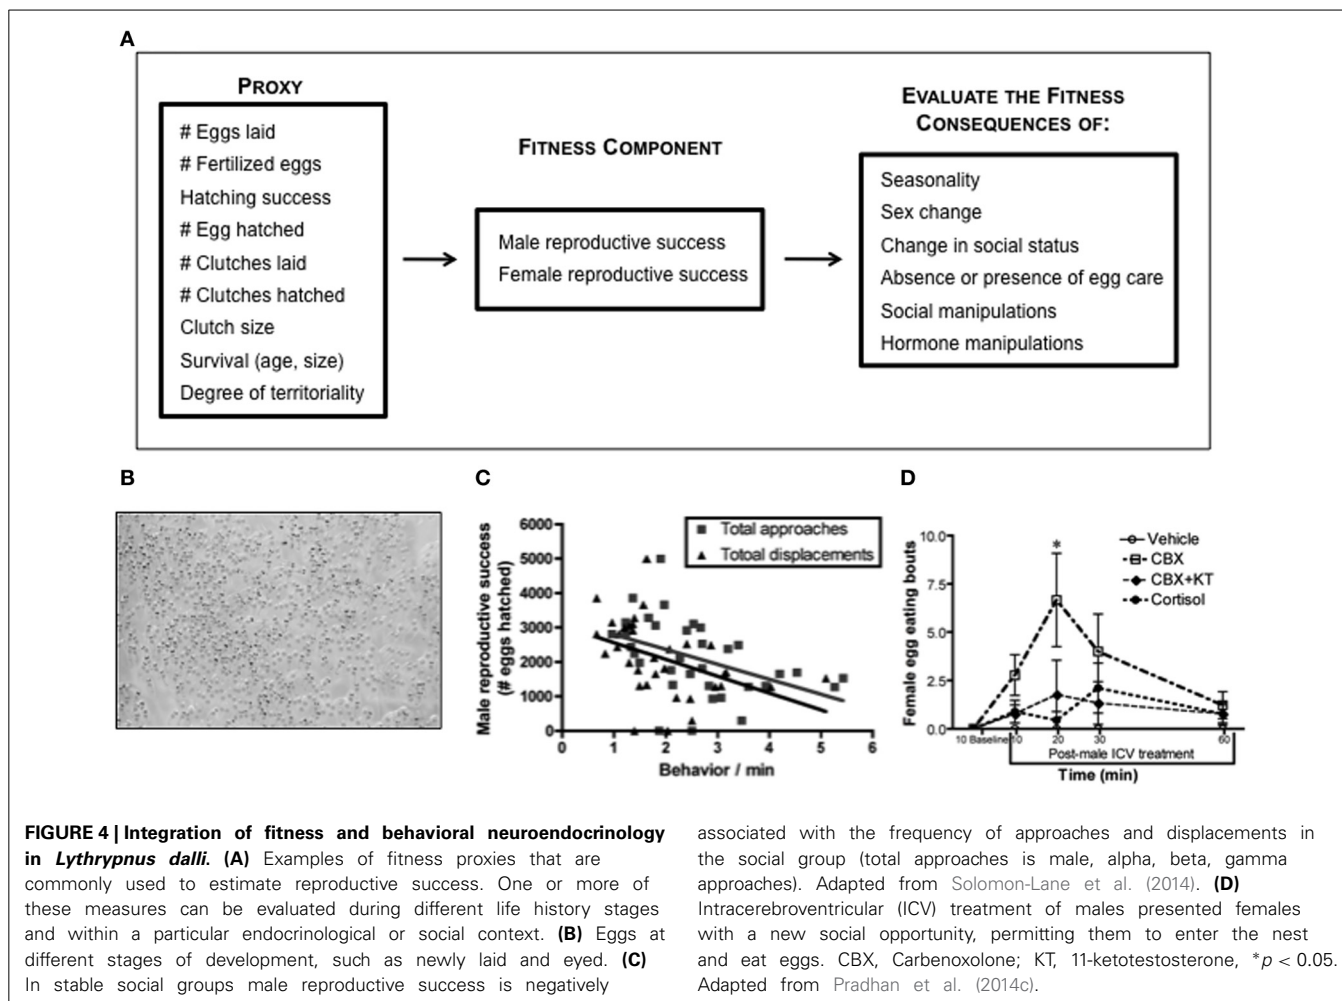 A
PROXY
# Eggs laid
# Fertilized eggs
Hatching success
# Egg hatched
# Clutches laid
# Clutches hatched
Clutch size
Survival (age, size)
Degree of territoriality
FITNESS COMPONENT
Male reproductive success
Female reproductive success
EVALUATE THE FITNESS
CONSEQUENCES OF:
Seasonality
Sex change
Change in social status
Absence or presence of egg care
Social manipulations
Hormone manipulations
B
C
Male reproductive success
(# eggs hatched)
6000
5000
4000
3000
2000
1000
0
Total approaches
Totoal displacements
0 1 2 3 4 5 6
Behavior / min
D
Female egg eating bouts
10.0
7.5
5.0
2.5
0.0
*
Vehicle
CBX
CBX+KT
Cortisol
10 Baseline 10 20 30 60
Post-male ICV treatment
Time (min)
FIGURE 4 | Integration of fitness and behavioral neuroendocrinology
in Lythrypnus dalli. (A) Examples of fitness proxies that are
commonly used to estimate reproductive success. One or more of
these measures can be evaluated during different life history stages
and within a particular endocrinological or social context. (B) Eggs at
different stages of development, such as newly laid and eyed. (C)
In stable social groups male reproductive success is negatively
associated with the frequency of approaches and displacements in
the social group (total approaches is male, alpha, beta, gamma
approaches). Adapted from Solomon-Lane et al. (2014). (D)
Intracerebroventricular (ICV) treatment of males presented females
with a new social opportunity, permitting them to enter the nest
and eat eggs. CBX, Carbenoxolone; KT, 11-ketotestosterone, *p < 0.05.
Adapted from Pradhan et al. (2014c).